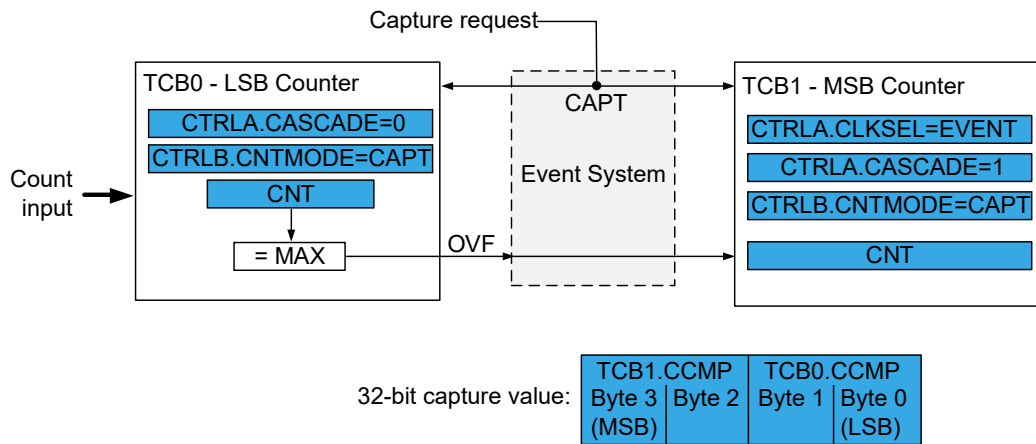 Capture request
TCB0 - LSB Counter
CTRLA.CASCADE=0
CTRLB.CNTMODE=CAPT
CNT
= MAX
Count
input
OVF
CAPT
Event System
TCB1 - MSB Counter
CTRLA.CLKSEL=EVENT
CTRLA.CASCADE=1
CTRLB.CNTMODE=CAPT
CNT
32-bit capture value:
TCB1.CCMP TCB0.CCMP
Byte 3 Byte 2 Byte 1 Byte 0
(MSB) (LSB)